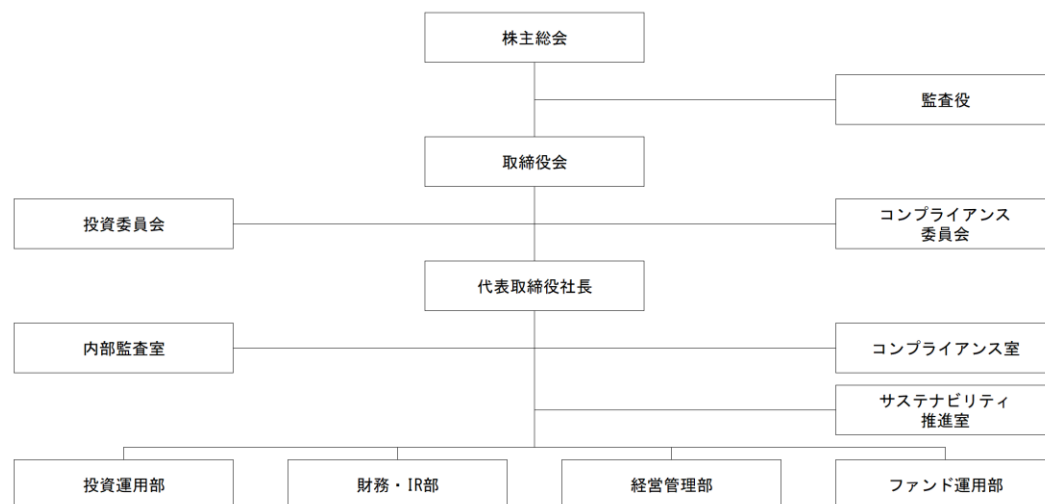 株主総会
監査役
取締役会
投資委員会
コンプライアンス
委員会
代表取締役社長
内部監査室
コンプライアンス室
サステナビリティ
推進室
投資運用部
財務・IR部
経営管理部
ファンド運用部